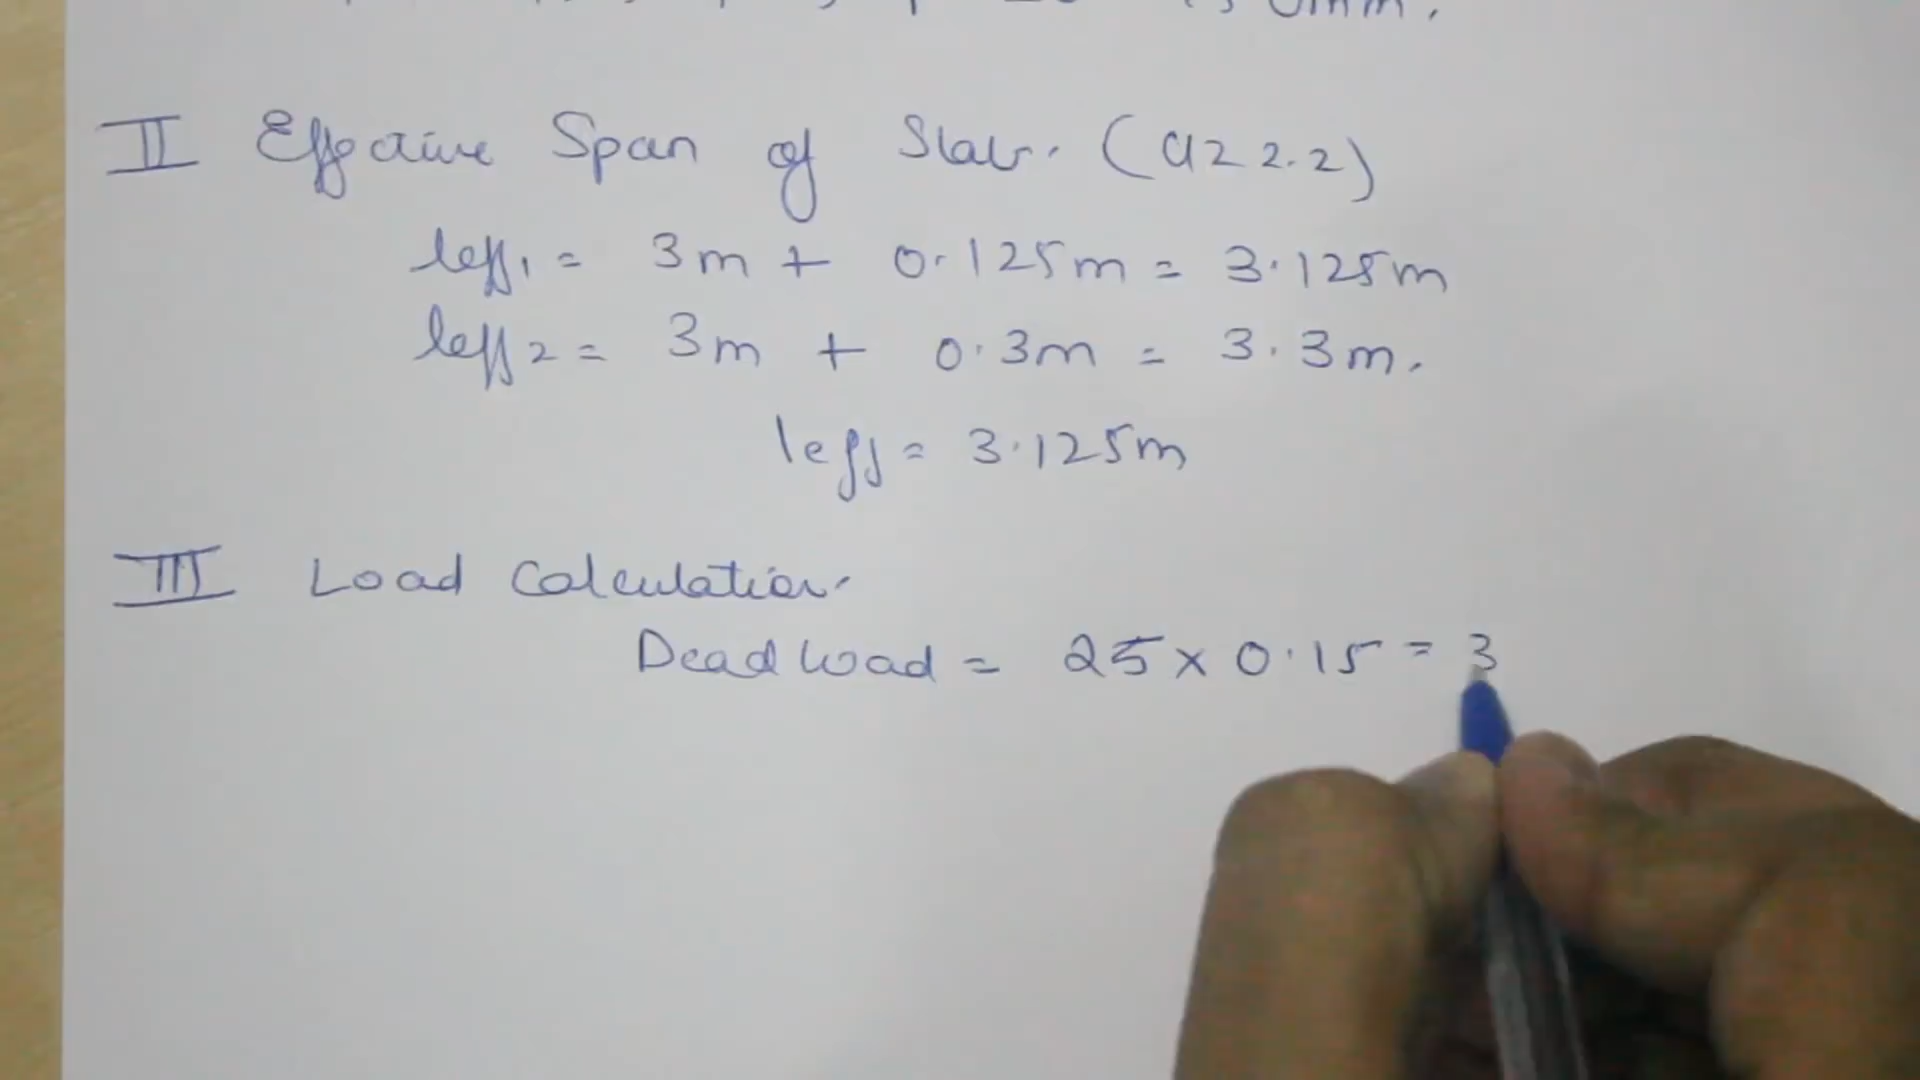 0mm.
II Effective Span of Slab. (Cl 22.2)
leff1 = 3m + 0.125m = 3.125m
leff2 = 3m + 0.3m = 3.3m.
leff = 3.125m
III Load Calculation.
Dead load = 25 x 0.15 = 3